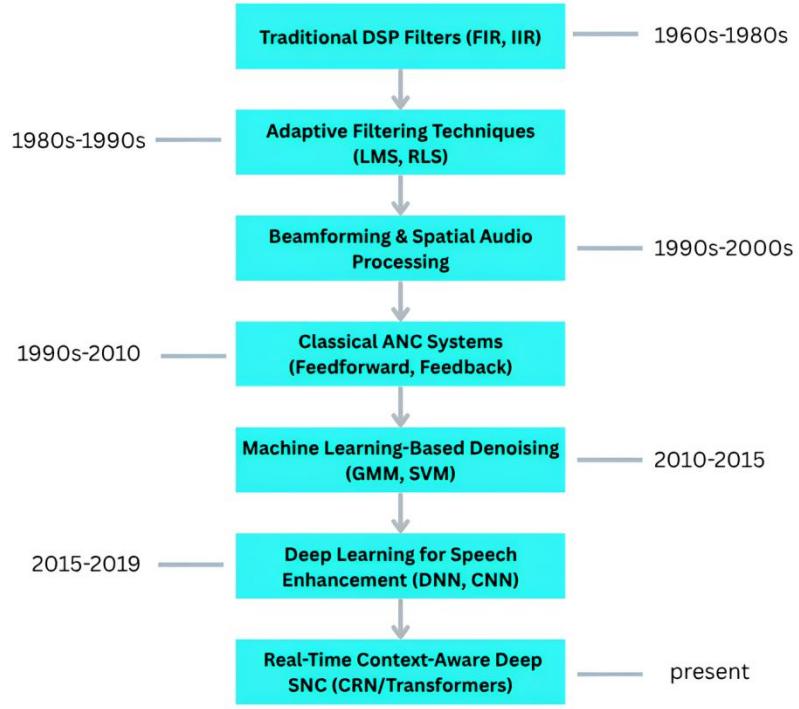 Traditional DSP Filters (FIR, IIR)
1960s-1980s
1980s-1990s
Adaptive Filtering Techniques
(LMS, RLS)
Beamforming & Spatial Audio
Processing
1990s-2000s
1990s-2010
Classical ANC Systems
(Feedforward, Feedback)
Machine Learning-Based Denoising
(GMM, SVM)
2010-2015
2015-2019
Deep Learning for Speech
Enhancement (DNN, CNN)
Real-Time Context-Aware Deep
SNC (CRN/Transformers)
present